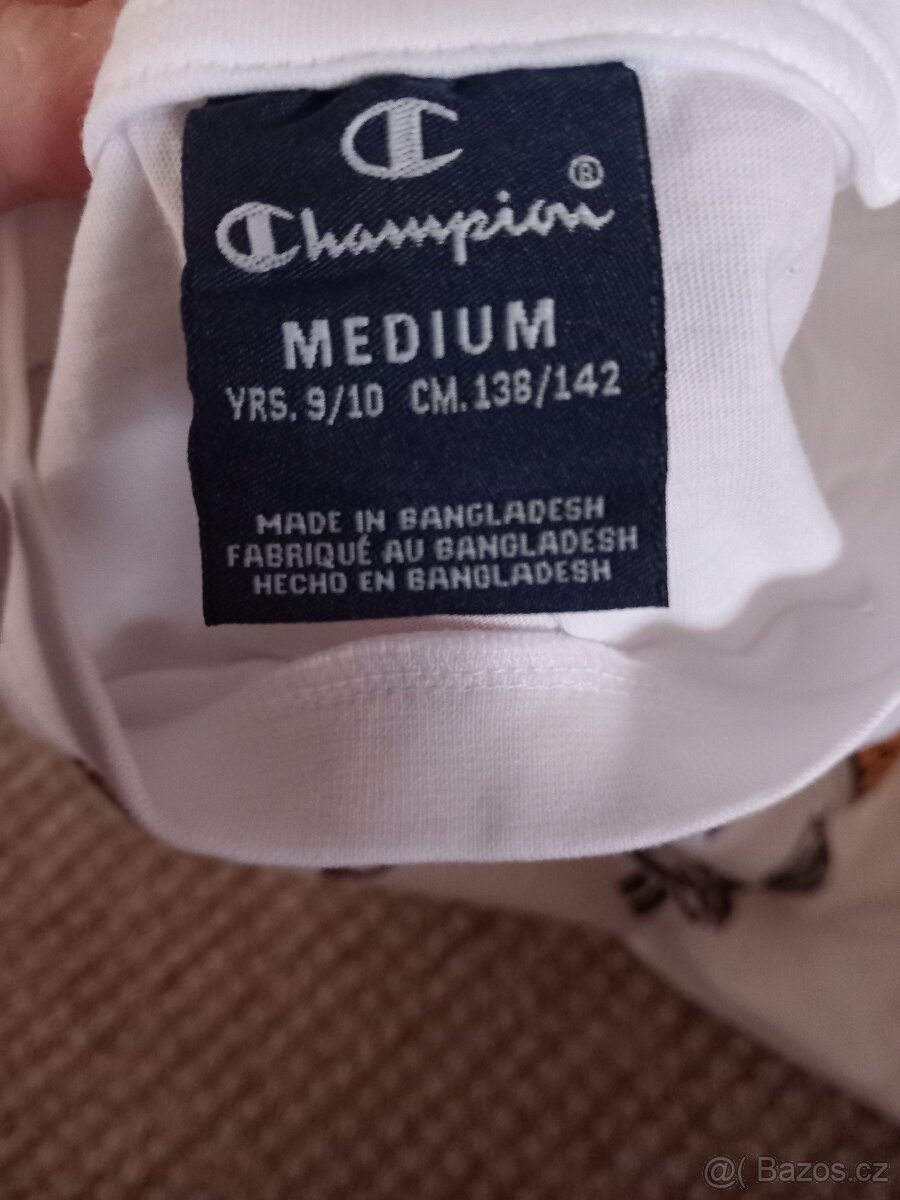 Champion®
MEDIUM
YRS. 9/10 CM. 138/142
MADE IN BANGLADESH
FABRIQUÉ AU BANGLADESH
HECHO EN BANGLADESH
@( Bazos.cz